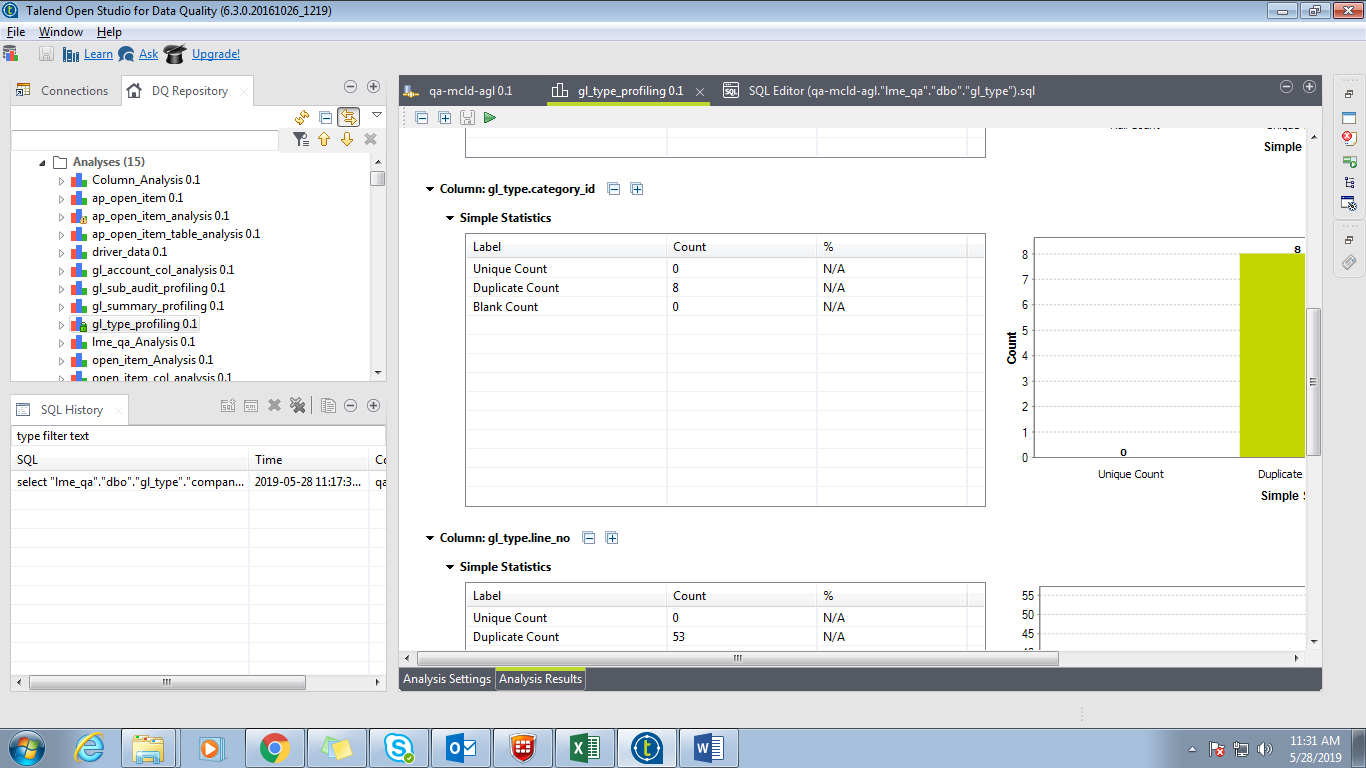 Talend Open Studio for Data Quality (6.3.0.20161026_1219)
File Window Help
Learn Ask Upgrade!
Connections DQ Repository
Analyses (15)
Column_Analysis 0.1
ap_open_item 0.1
ap_open_item_analysis 0.1
ap_open_item_table_analysis 0.1
driver_data 0.1
gl_account_col_analysis 0.1
gl_sub_audit_profiling 0.1
gl_summary_profiling 0.1
gl_type_profiling 0.1
lme_qa_Analysis 0.1
open_item_Analysis 0.1
open_item_col_analysis 0.1
SQL History
type filter text
SQL Time Co
select "lme_qa"."dbo"."gl_type"."compan... 2019-05-28 11:17:3... qa
qa-mcld-agl 0.1 gl_type_profiling 0.1 SQL Editor (qa-mcld-agl."lme_qa"."dbo"."gl_type").sql
Simple
Column: gl_type.category_id
Simple Statistics
Label Count %
Unique Count 0 N/A
Duplicate Count 8 N/A
Blank Count 0 N/A
8
8
7
6
5
4
3
2
1
0
0
Count
Unique Count Duplicate
Simple S
Column: gl_type.line_no
Simple Statistics
Label Count %
Unique Count 0 N/A
Duplicate Count 53 N/A
55
50
45
Analysis Settings Analysis Results
11:31 AM
5/28/2019